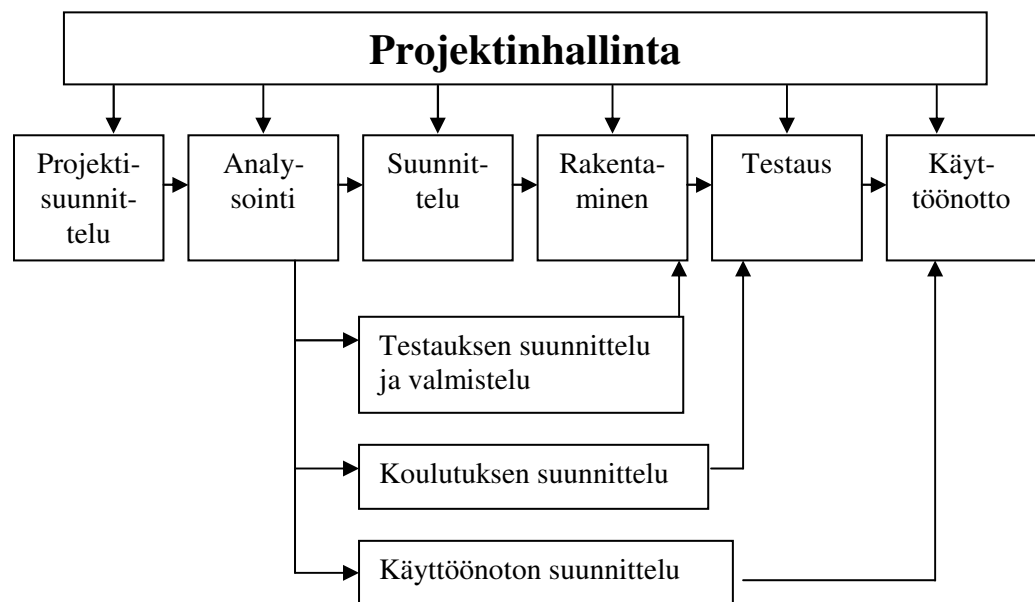 Projektinhallinta
Projekti-
suunnit-
telu
Analy-
sointi
Suunnit-
telu
Rakenta-
minen
Testaus
Käyt-
töönotto
Testauksen suunnittelu
ja valmistelu
Koulutuksen suunnittelu
Käyttöönoton suunnittelu